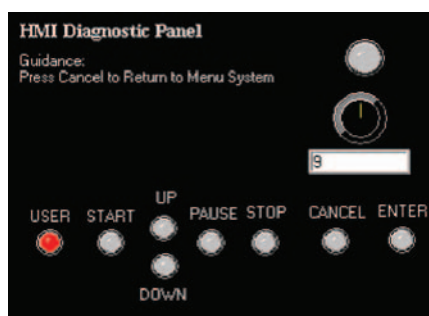 HMI Diagnostic Panel
Guidance:
Press Cancel to Return to Menu System
9
UP
USER START PAUSE STOP CANCEL ENTER
DOWN